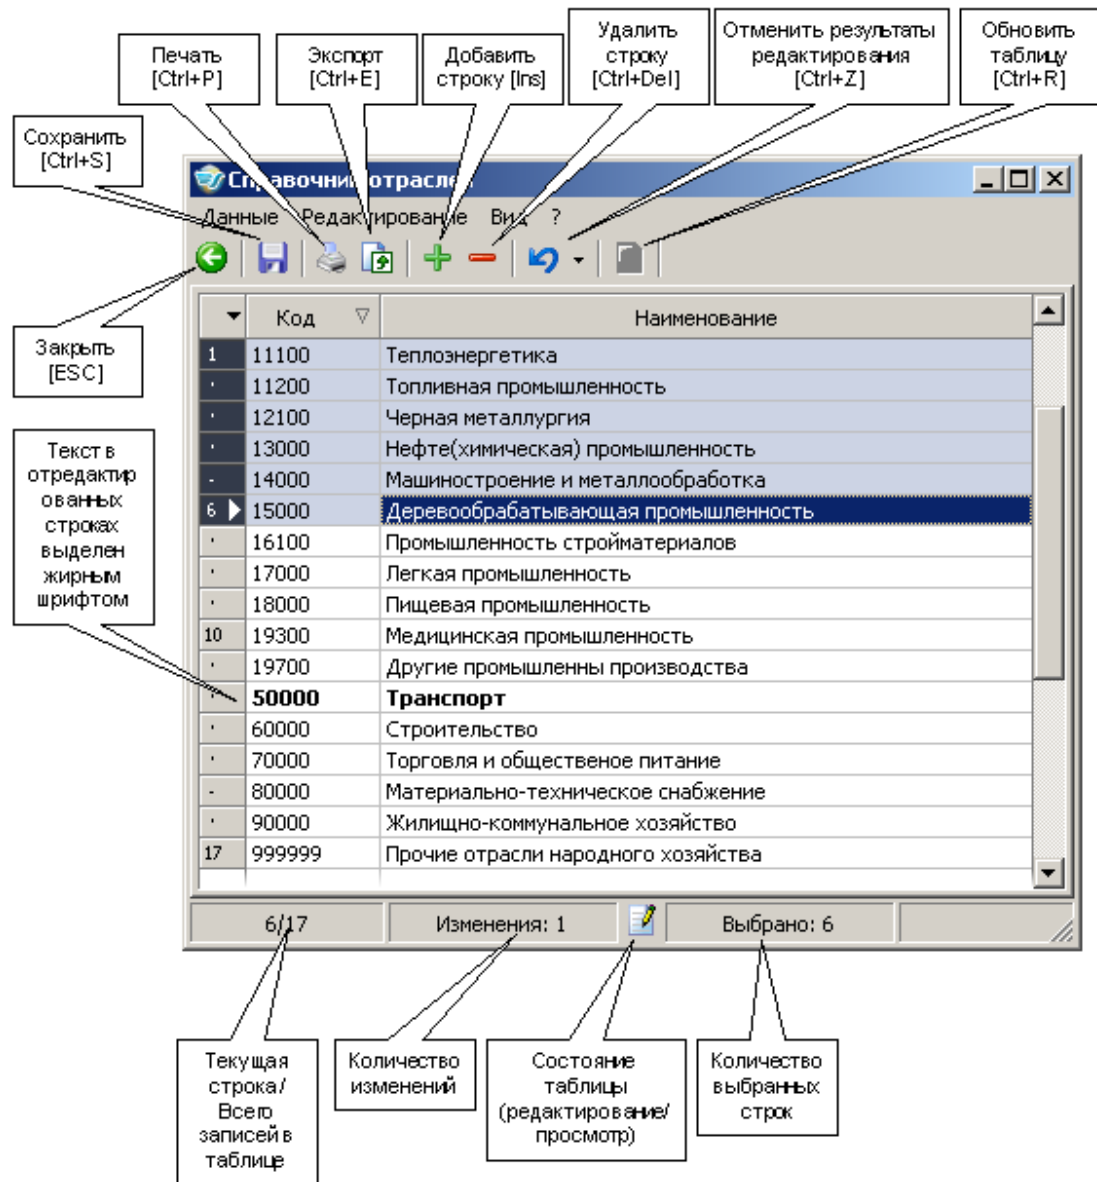 Печать
[Ctrl+P]
Экспорт
[Ctrl+E]
Добавить
строку [Ins]
Удалить
строку
[Ctrl+Del]
Отменить результаты
редактирования
[Ctrl+Z]
Обновить
таблицу
[Ctrl+R]
Сохранить
[Ctrl+S]
Справочник отраслей
Данные Редактирование Вид ?
Закрыть
[ESC]
Код Наименование
1 11100 Теплоэнергетика
11200 Топливная промышленность
12100 Черная металлургия
13000 Нефте(химическая) промышленность
14000 Машиностроение и металлообработка
6 15000 Деревообрабатывающая промышленность
16100 Промышленность стройматериалов
17000 Легкая промышленность
18000 Пищевая промышленность
10 19300 Медицинская промышленность
19700 Другие промышленны производства
50000 Транспорт
60000 Строительство
70000 Торговля и общественое питание
80000 Материально-техническое снабжение
90000 Жилищно-коммунальное хозяйство
17 999999 Прочие отрасли народного хозяйства
Текст в
отредактир
ованных
строках
выделен
жирным
шрифтом
6/17 Изменения: 1 Выбрано: 6
Текущая
строка/
Всего
записей в
таблице
Количество
изменений
Состояние
таблицы
(редактирование/
просмотр)
Количество
выбранных
строк